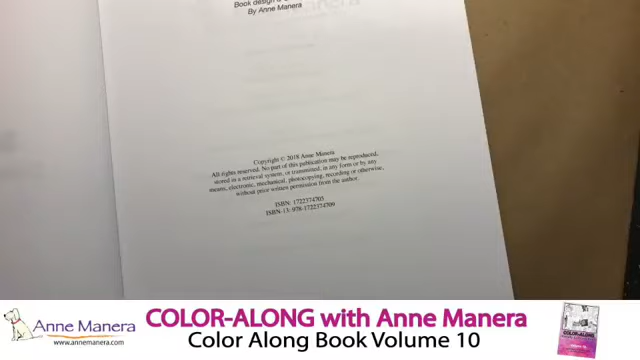 Book design &
By Anne Manera
Copyright © 2018 Anne Manera
All rights reserved. No part of this publication may be reproduced,
stored in a retrieval system, or transmitted, in any form or by any
means, electronic, mechanical, photocopying, recording or otherwise,
without prior written permission from the author.
ISBN: 1722374705
ISBN-13: 978-1722374709
Anne Manera
www.annemanera.com
COLOR-ALONG with Anne Manera
Color Along Book Volume 10
COLOR-ALONG